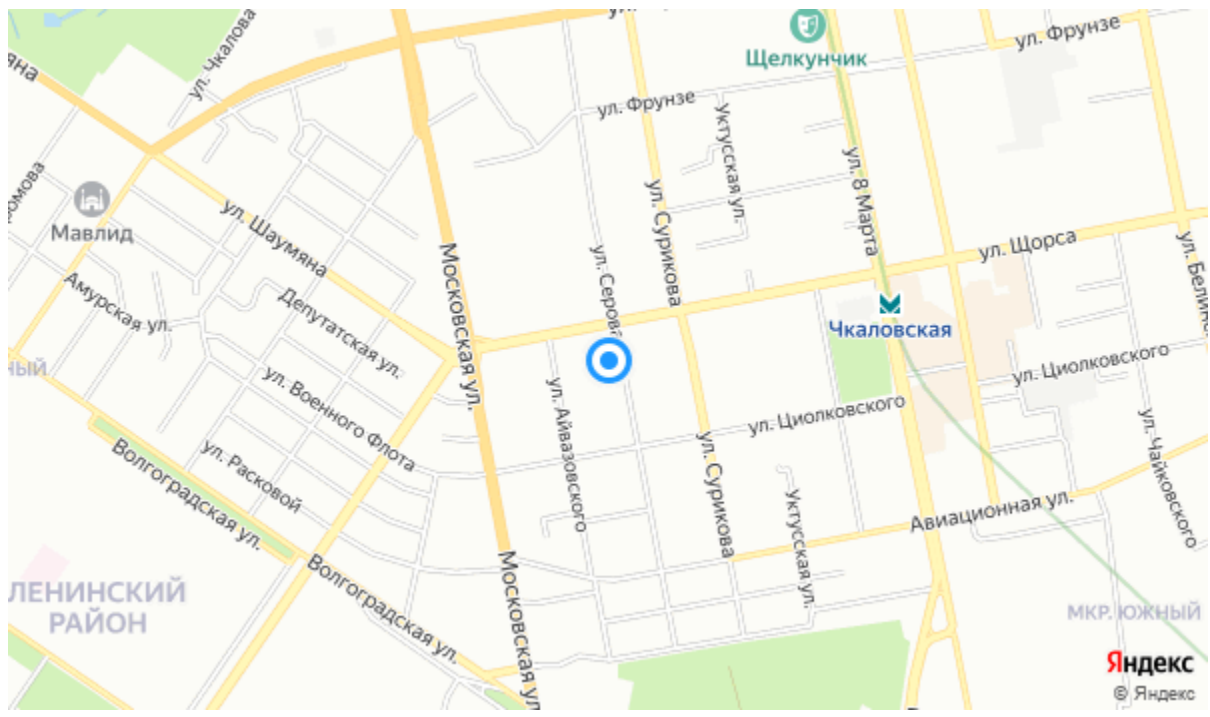 ул. Чкалова
ул. Фрунзе
Щелкунчик
ул. Фрунзе
Уктусская ул.
ул. 8 Марта
Мавлид
ул. Шаумяна
Московская ул.
ул. Серова
ул. Сурикова
ул. Щорса
Амурская ул.
Депутатская ул.
Чкаловская
ул. Военного Флота
ул. Айвазовского
ул. Циолковского
ул. Циолковского
Волгоградская ул.
ул. Расковой
ул. Сурикова
Уктусская ул.
Авиационная ул.
ул. Чайковского
ЛЕНИНСКИЙ
РАЙОН
Волгоградская ул.
Московская ул.
МКР. ЮЖНЫЙ
Яндекс
© Яндекс